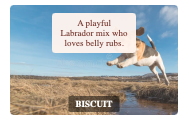 A playful
Labrador mix who
loves belly rubs.
BISCUIT